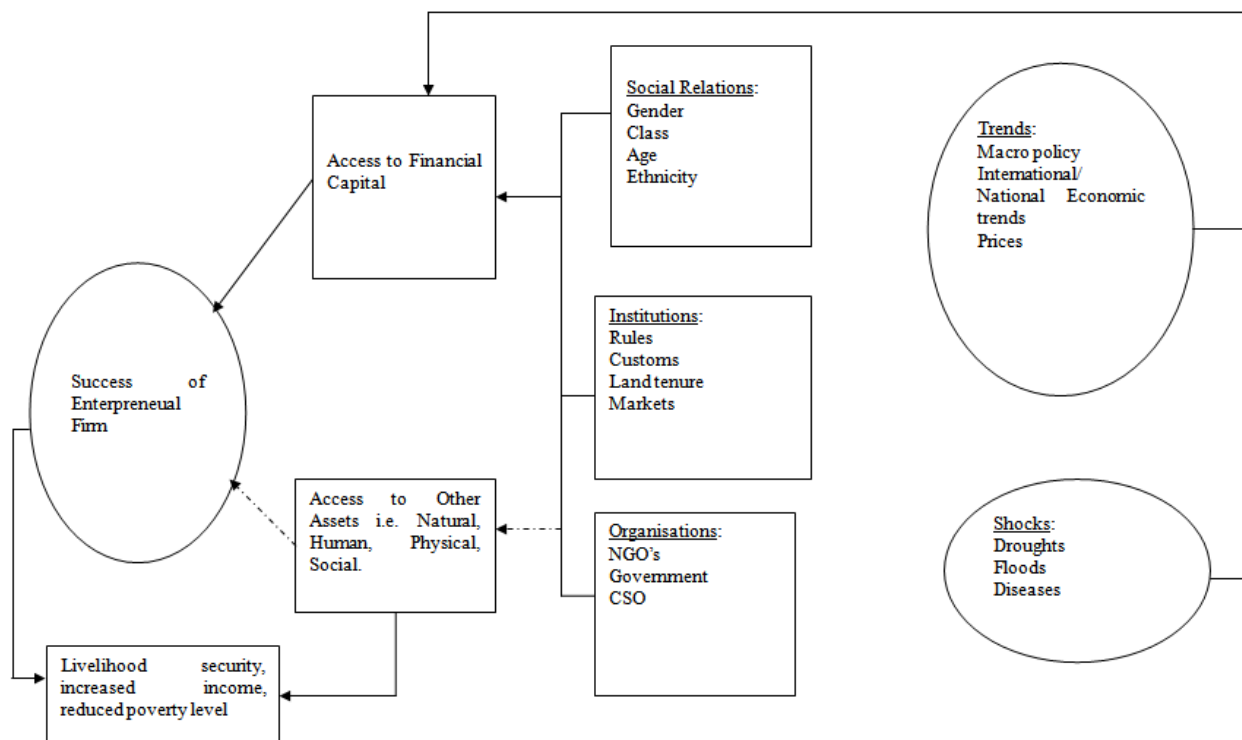 Social Relations:
Gender
Class
Age
Ethnicity
Trends:
Macro policy
International/
National Economic
trends
Prices
Access to Financial
Capital
Institutions:
Rules
Customs
Land tenure
Markets
Success of
Enterpreneual
Firm
Access to Other
Assets i.e. Natural,
Human, Physical,
Social.
Organisations:
NGO's
Government
CSO
Shocks:
Droughts
Floods
Diseases
Livelihood security,
increased income,
reduced poverty level